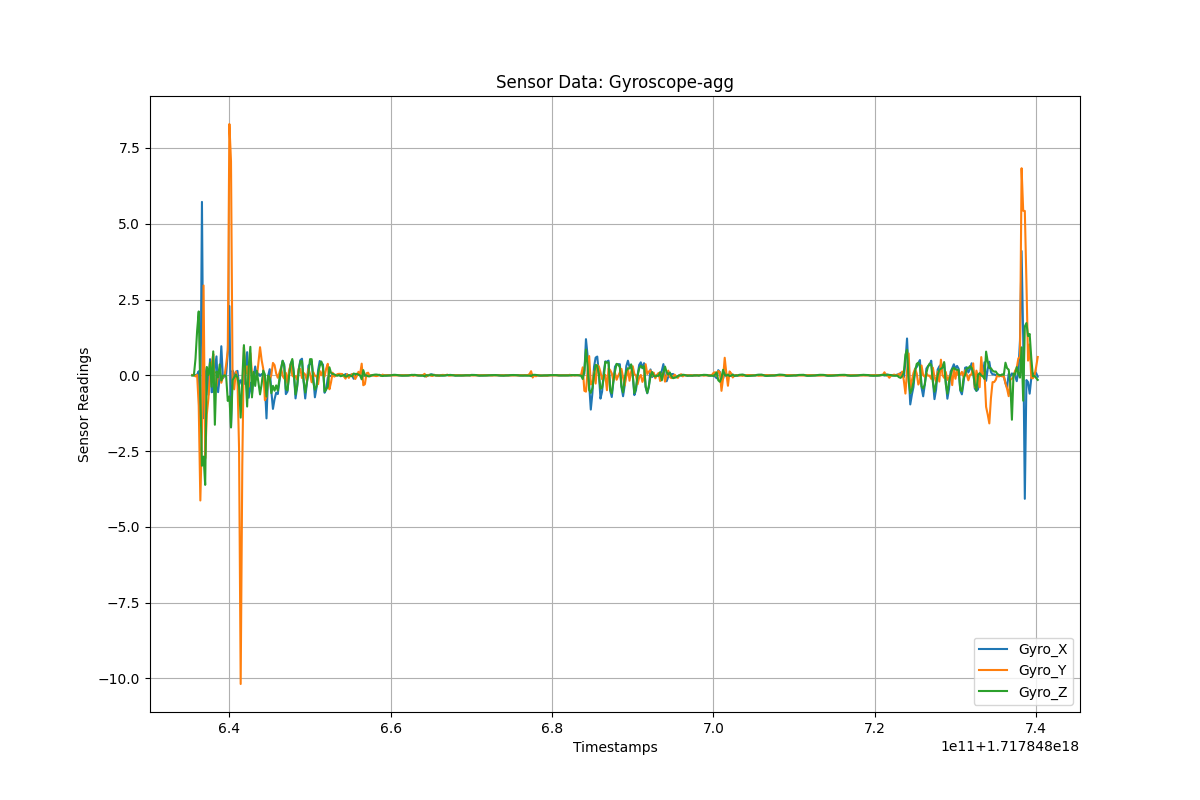 Sensor Data: Gyroscope-agg
7.5
5.0
2.5
0.0
−2.5
−5.0
−7.5
−10.0
Sensor Readings
6.4 6.6 6.8 7.0 7.2 7.4
Timestamps
1e11+1.717848e18
Gyro_X
Gyro_Y
Gyro_Z